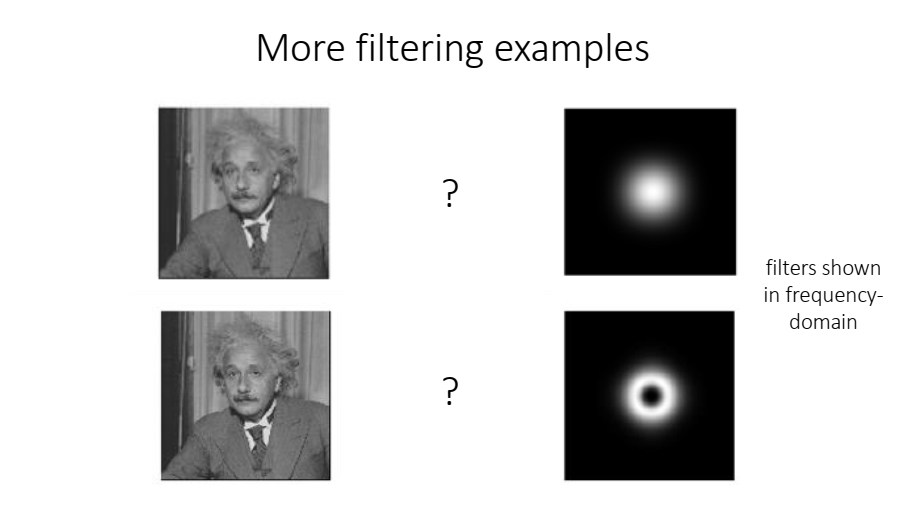 More filtering examples
?
filters shown
in frequency-
domain
?